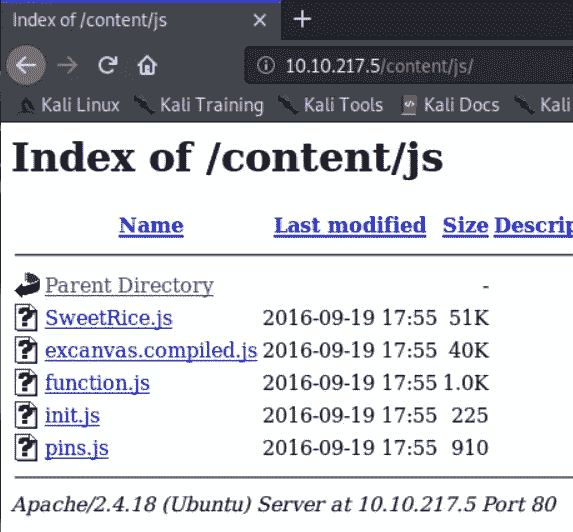 Index of /content/js
10.10.217.5/content/js/
Kali Linux Kali Training Kali Tools Kali Docs Kali
Index of /content/js
Name Last modified Size Descrip
Parent Directory -
SweetRice.js 2016-09-19 17:55 51K
excanvas.compiled.js 2016-09-19 17:55 40K
function.js 2016-09-19 17:55 1.0K
init.js 2016-09-19 17:55 225
pins.js 2016-09-19 17:55 910
Apache/2.4.18 (Ubuntu) Server at 10.10.217.5 Port 80